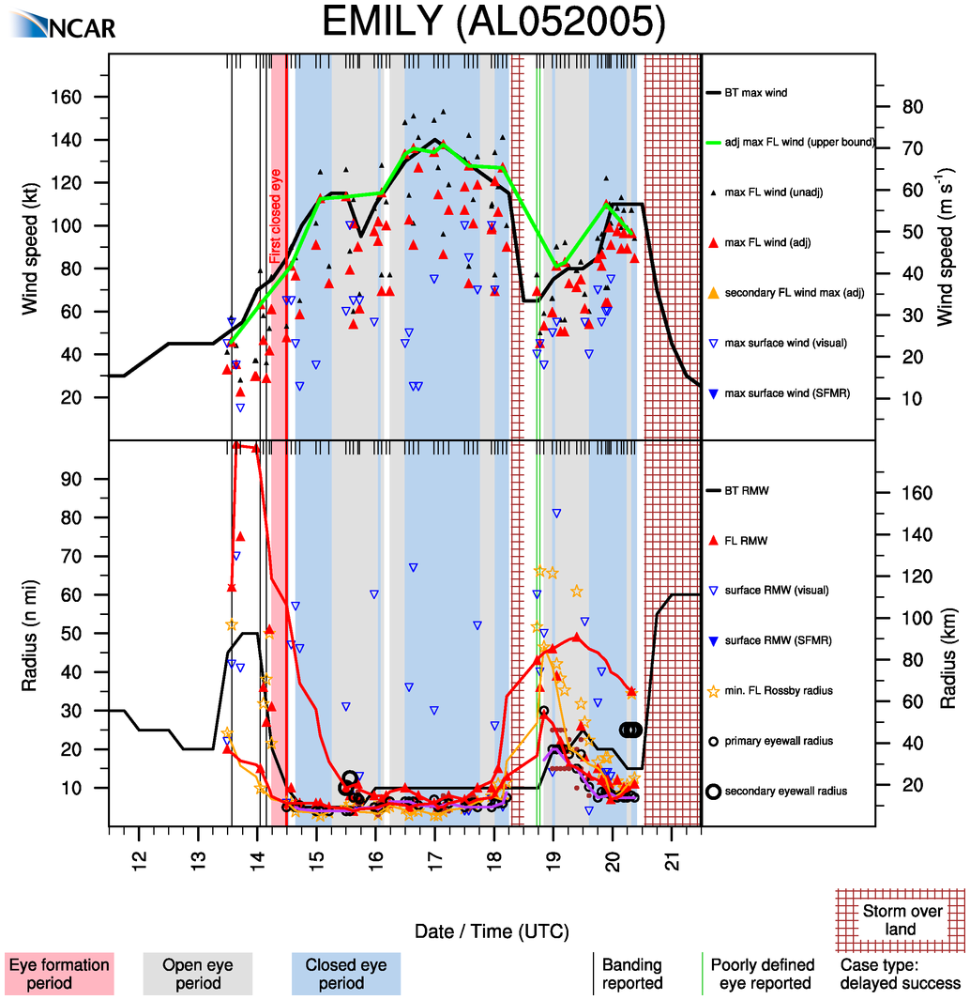 NCAR
EMILY (AL052005)
Wind speed (kt)
160
140
120
100
80
60
40
20
First closed eye
80
70
60
50
40
30
20
10
Wind speed (m s-1)
BT max wind
adj max FL wind (upper bound)
max FL wind (unadj)
max FL wind (adj)
secondary FL wind max (adj)
max surface wind (visual)
max surface wind (SFMR)
Radius (n mi)
90
80
70
60
50
40
30
20
10
160
140
120
100
80
60
40
20
Radius (km)
BT RMW
FL RMW
surface RMW (visual)
surface RMW (SFMR)
min. FL Rossby radius
primary eyewall radius
secondary eyewall radius
12
13
14
15
16
17
18
19
20
21
Date / Time (UTC)
Storm over
land
Eye formation
period
Open eye
period
Closed eye
period
Banding
reported
Poorly defined
eye reported
Case type:
delayed success